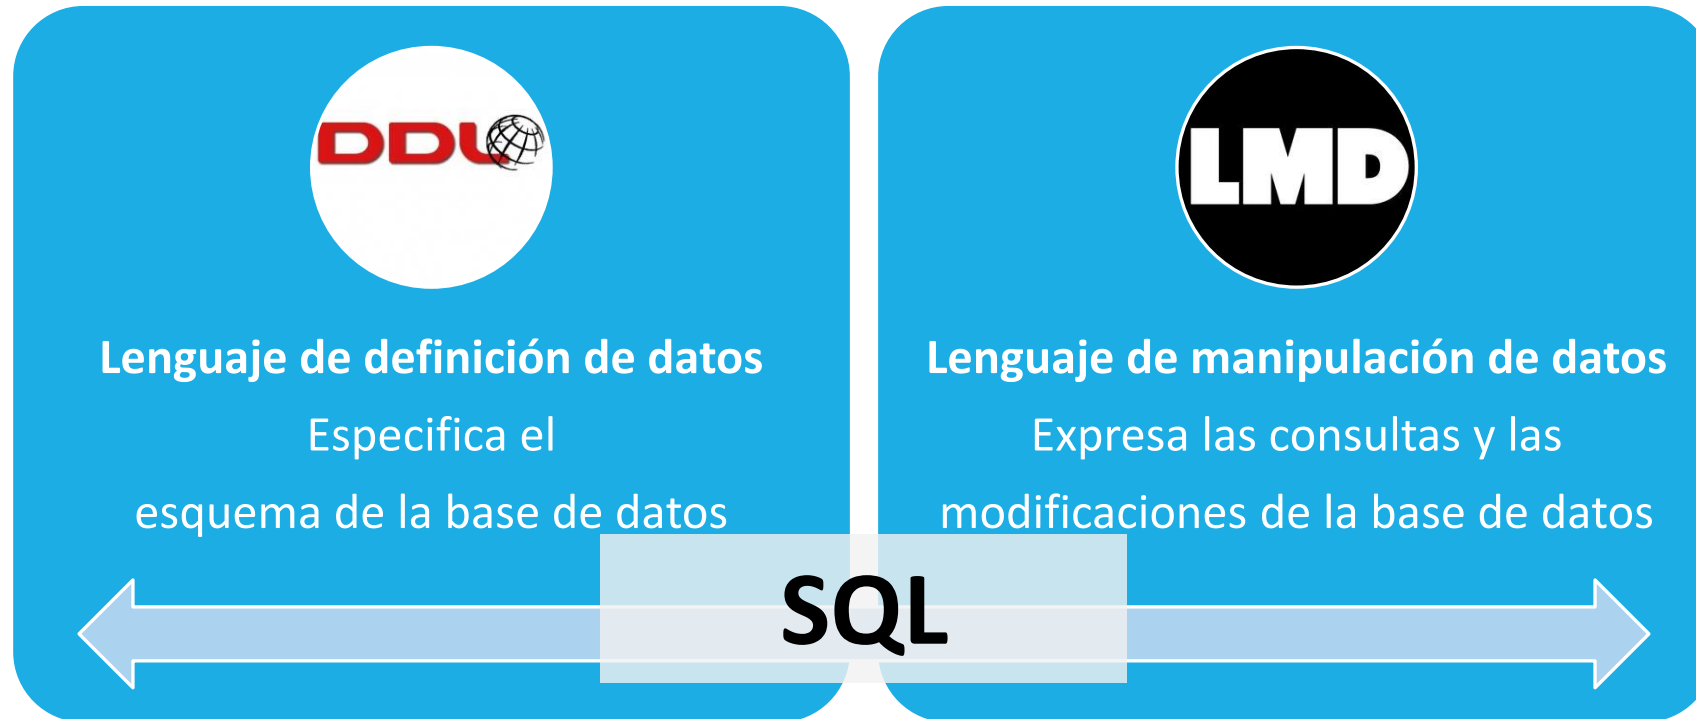 DDL
Lenguaje de definición de datos
Especifica el
esquema de la base de datos
LMD
Lenguaje de manipulación de datos
Expresa las consultas y las
modificaciones de la base de datos
SQL